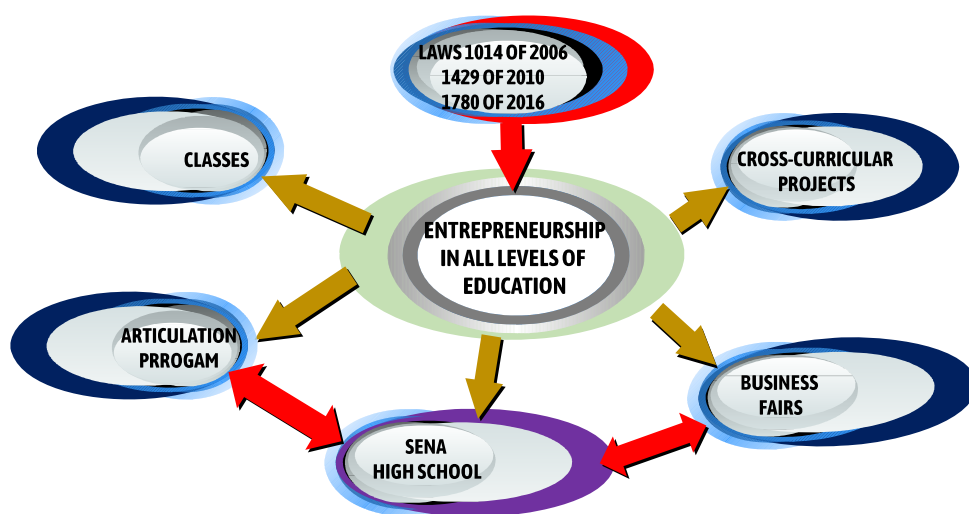 LAWS 1014 OF 2006
1429 OF 2010
1780 OF 2016
CLASSES
CROSS-CURRICULAR
PROJECTS
ENTREPRENEURSHIP
IN ALL LEVELS OF
EDUCATION
ARTICULATION
PRROGAM
BUSINESS
FAIRS
SENA
HIGH SCHOOL